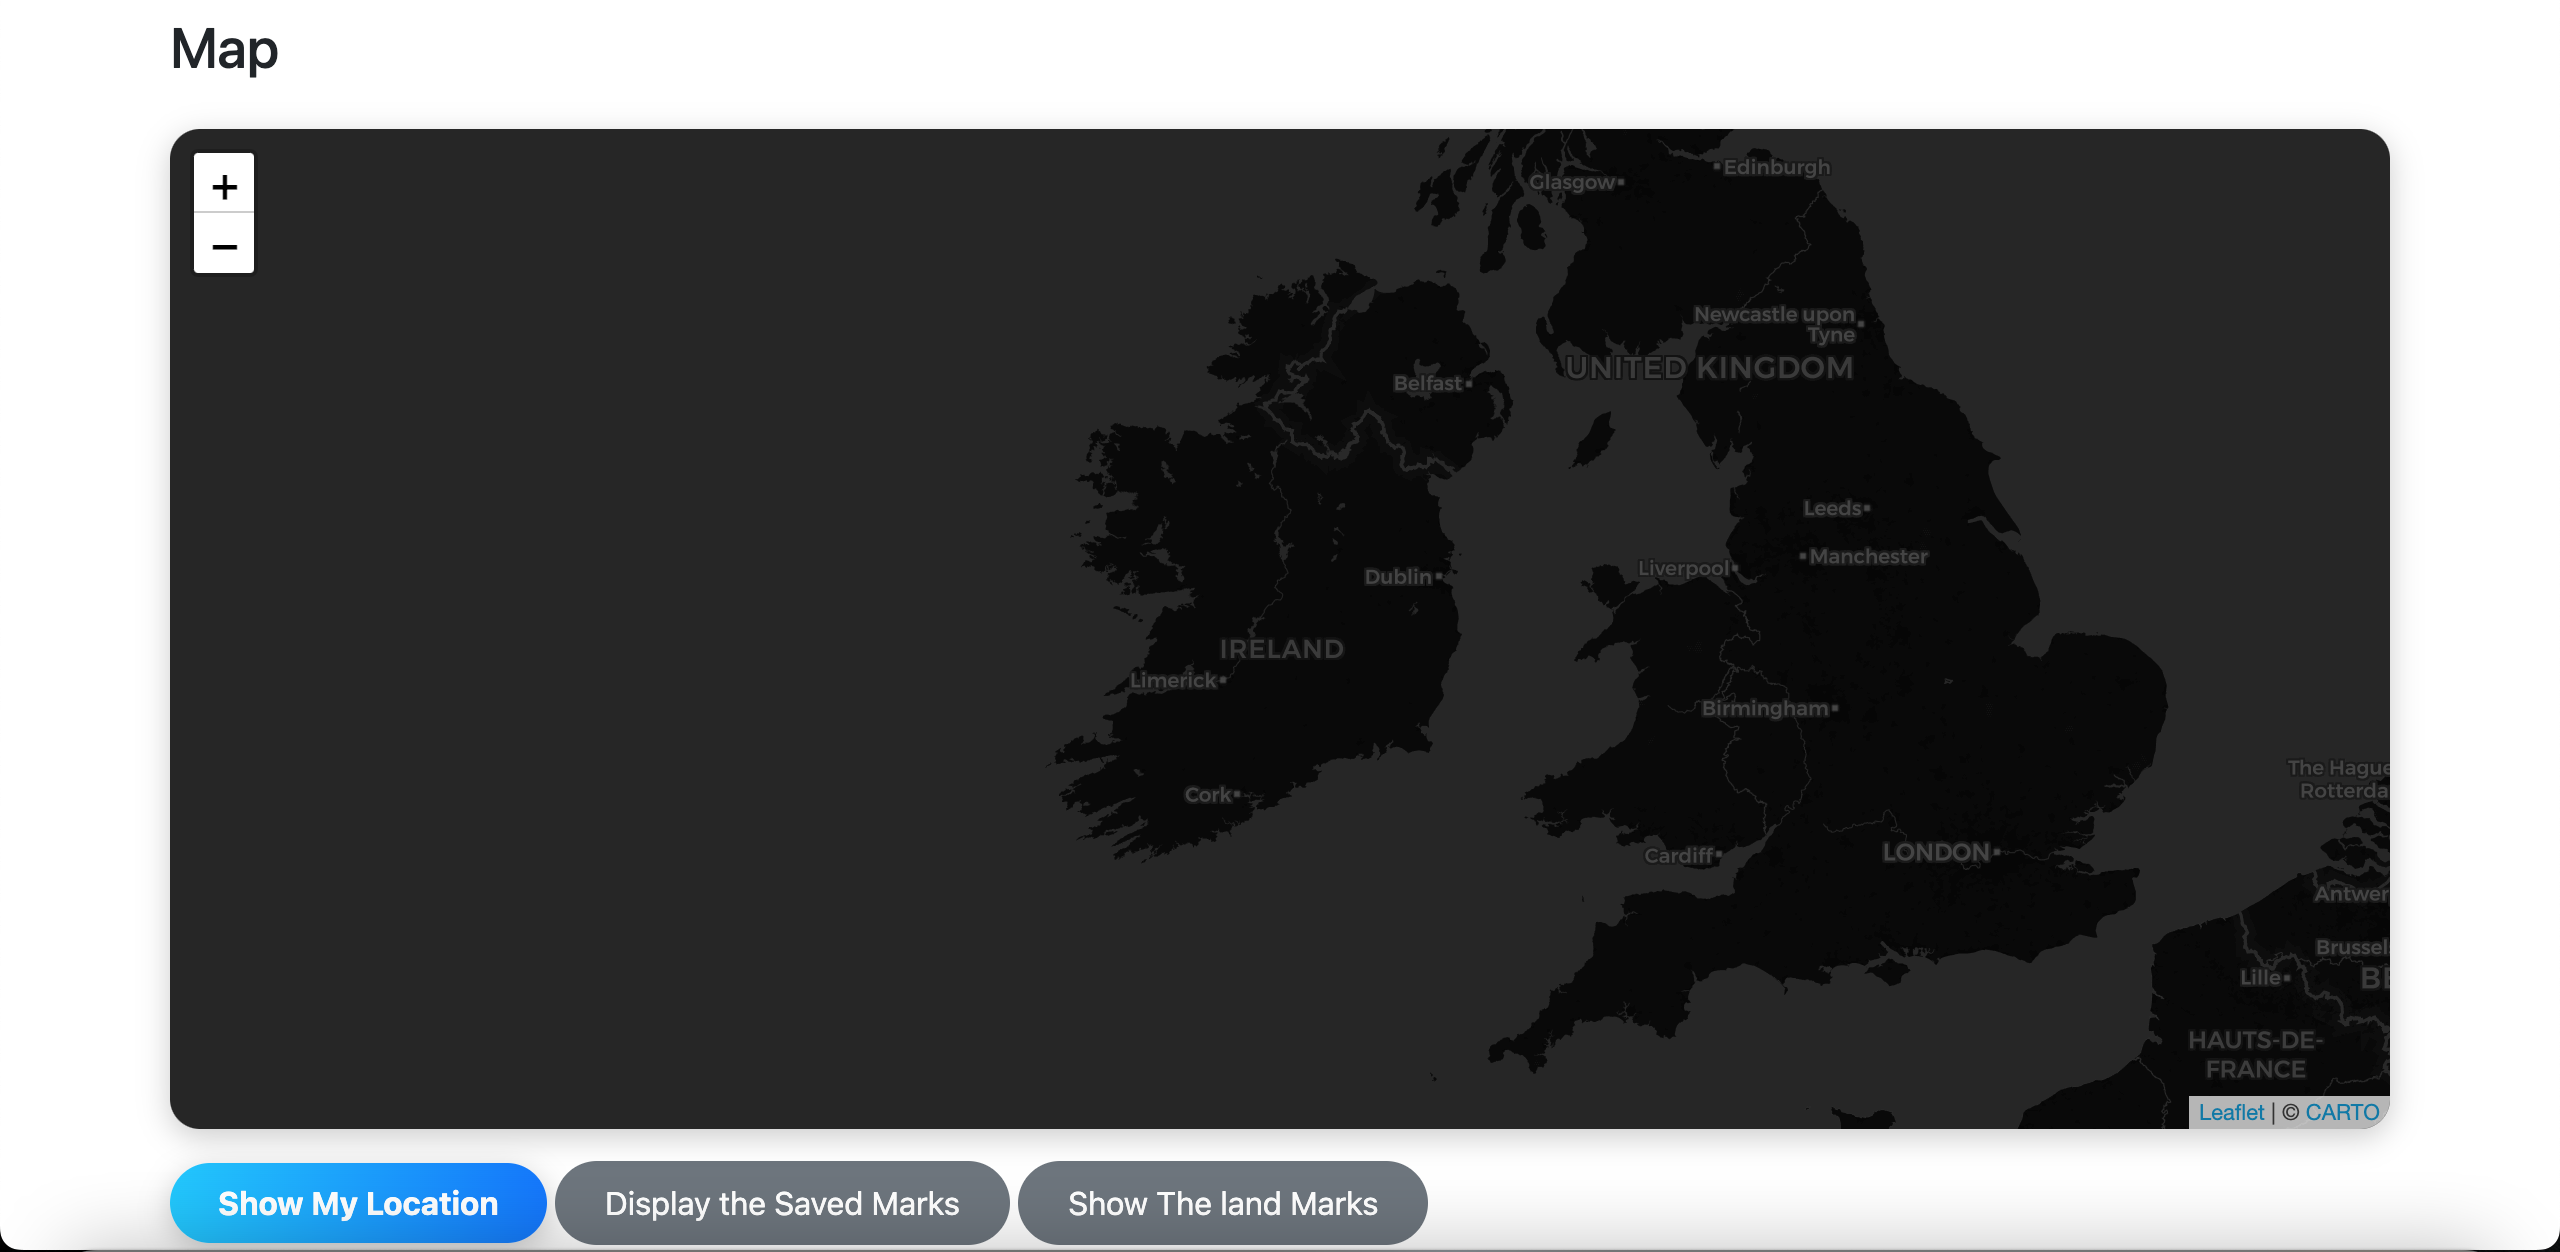 Map
+
−
Edinburgh
Glasgow
Newcastle upon
Tyne
UNITED KINGDOM
Belfast
Leeds
Manchester
Liverpool
Dublin
IRELAND
Limerick
Birmingham
The Hague
Rotterda
Cork
LONDON
Cardiff
Antwer
Brussel
Lille
BE
HAUTS-DE-
FRANCE
Leaflet | © CARTO
Show My Location
Display the Saved Marks
Show The land Marks